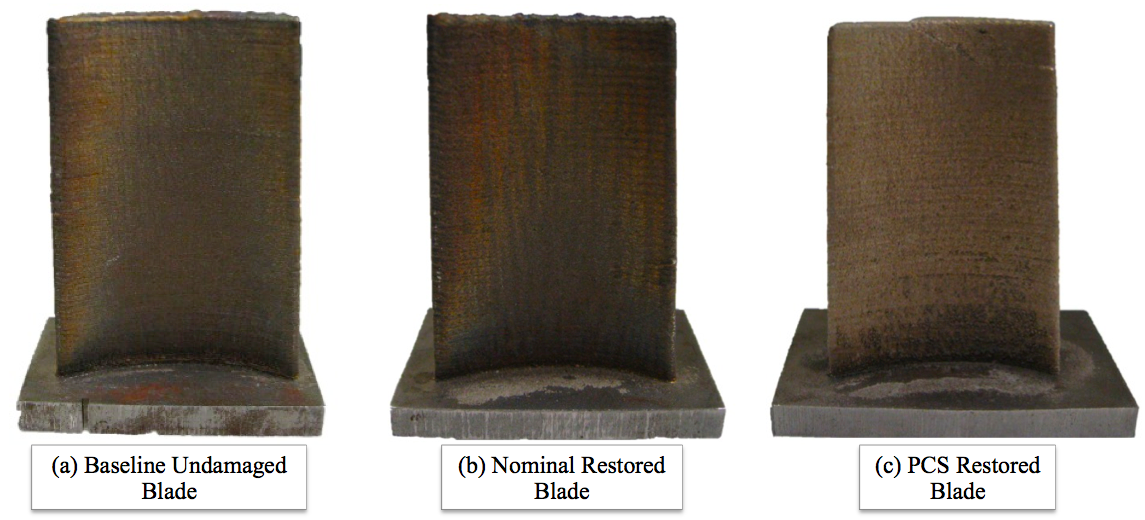 (a) Baseline Undamaged
Blade
(b) Nominal Restored
Blade
(c) PCS Restored
Blade